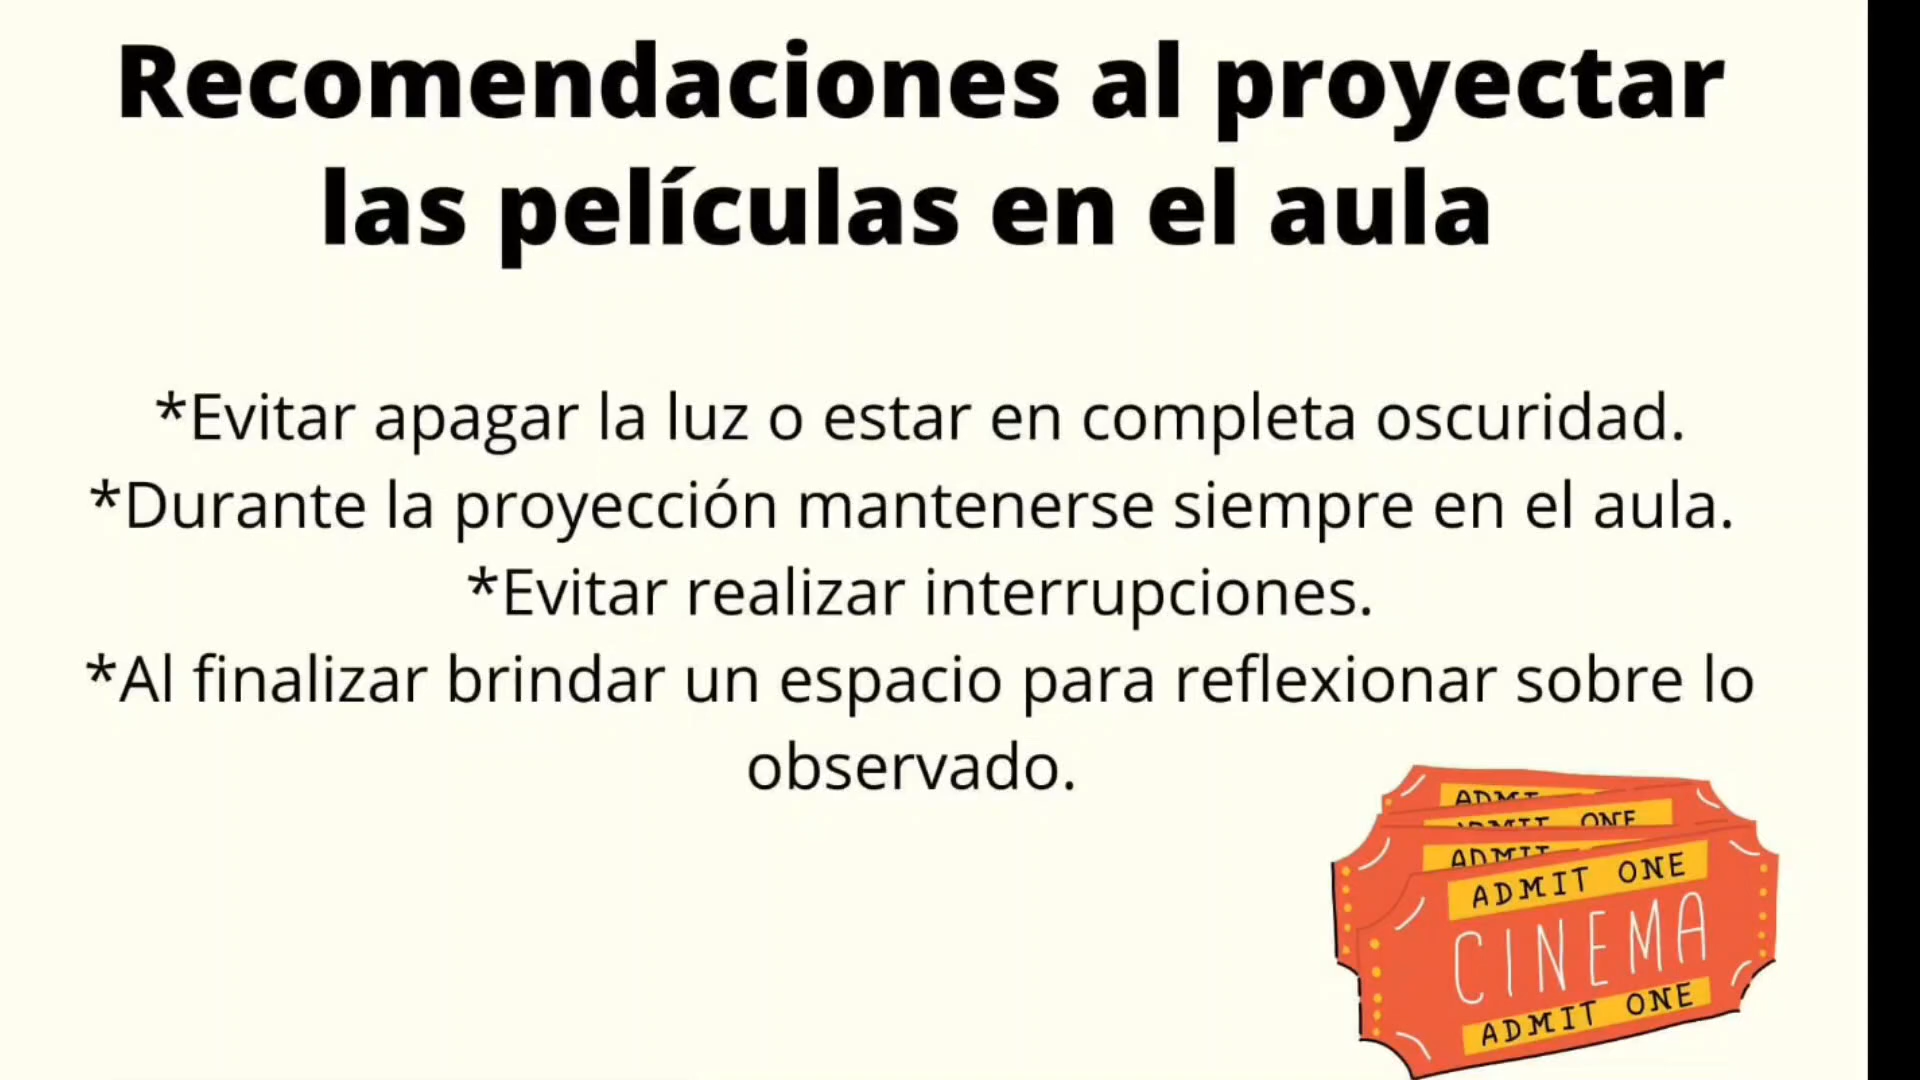 Recomendaciones al proyectar
las películas en el aula
*Evitar apagar la luz o estar en completa oscuridad.
*Durante la proyección mantenerse siempre en el aula.
*Evitar realizar interrupciones.
*Al finalizar brindar un espacio para reflexionar sobre lo
observado.
ADMIT ONE
ADMIT
ADMIT ONE
CINEMA
ADMIT ONE